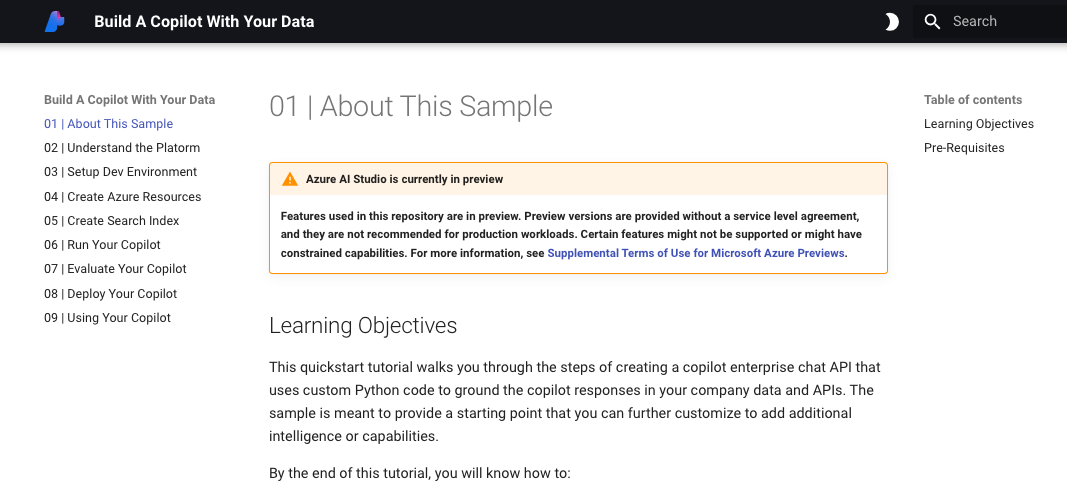 Build A Copilot With Your Data
Search
Build A Copilot With Your Data
01 | About This Sample
02 | Understand the Platorm
03 | Setup Dev Environment
04 | Create Azure Resources
05 | Create Search Index
06 | Run Your Copilot
07 | Evaluate Your Copilot
08 | Deploy Your Copilot
09 | Using Your Copilot
01 | About This Sample
Azure AI Studio is currently in preview
Features used in this repository are in preview. Preview versions are provided without a service level agreement,
and they are not recommended for production workloads. Certain features might not be supported or might have
constrained capabilities. For more information, see Supplemental Terms of Use for Microsoft Azure Previews.
Learning Objectives
This quickstart tutorial walks you through the steps of creating a copilot enterprise chat API that
uses custom Python code to ground the copilot responses in your company data and APIs. The
sample is meant to provide a starting point that you can further customize to add additional
intelligence or capabilities.
By the end of this tutorial, you will know how to:
Table of contents
Learning Objectives
Pre-Requisites